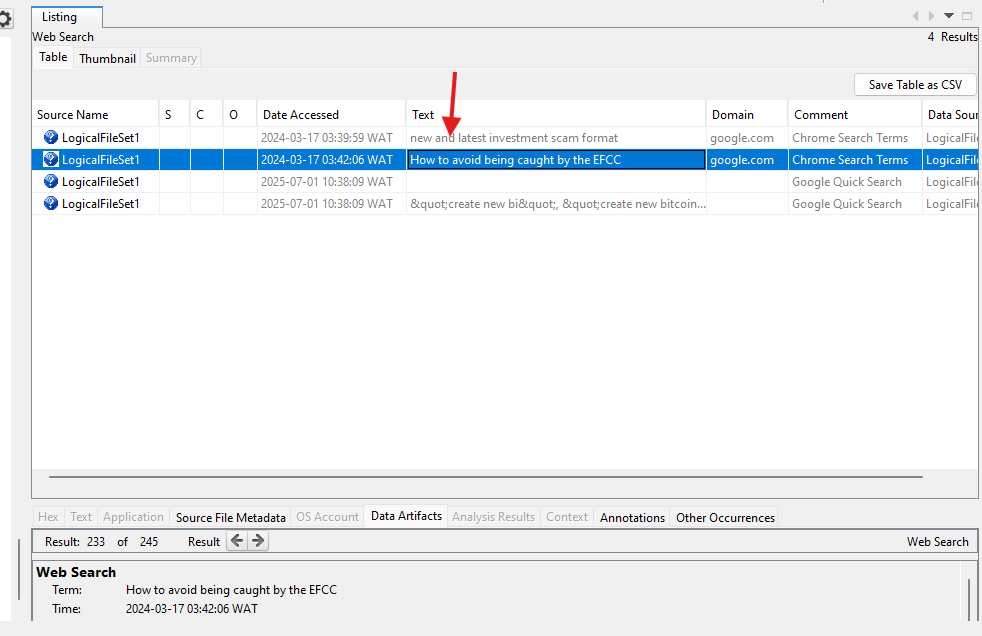 Listing
Web Search 4 Results
Table Thumbnail Summary
Save Table as CSV
Source Name S C O Date Accessed Text Domain Comment Data Sour
LogicalFileSet1 2024-03-17 03:39:59 WAT new and latest investment scam format google.com Chrome Search Terms LogicalFile
LogicalFileSet1 2024-03-17 03:42:06 WAT How to avoid being caught by the EFCC google.com Chrome Search Terms LogicalFile
LogicalFileSet1 2025-07-01 10:38:09 WAT Google Quick Search LogicalFile
LogicalFileSet1 2025-07-01 10:38:09 WAT &quot;create new bi&quot;, &quot;create new bitcoin... Google Quick Search LogicalFile
Hex Text Application Source File Metadata OS Account Data Artifacts Analysis Results Context Annotations Other Occurrences
Result: 233 of 245 Result Web Search
Web Search
Term: How to avoid being caught by the EFCC
Time: 2024-03-17 03:42:06 WAT